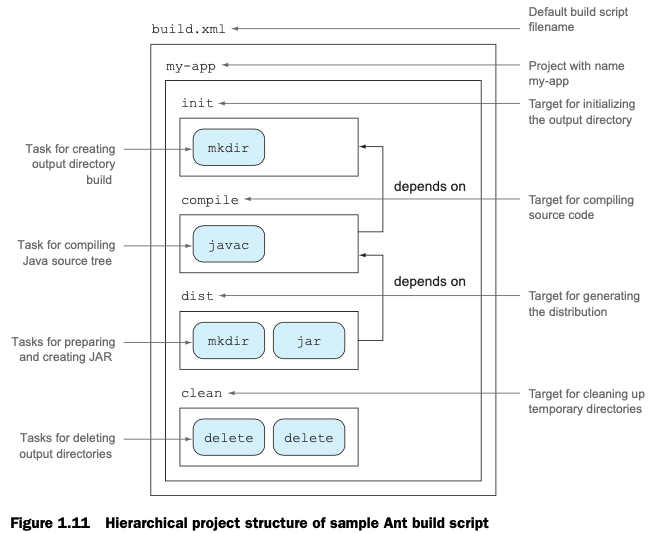 Default build script
filename
build.xml
my-app
Project with name
my-app
init
Target for initializing
the output directory
Task for creating
output directory
build
mkdir
depends on
compile
Target for compiling
source code
Task for compiling
Java source tree
javac
depends on
dist
Target for generating
the distribution
Tasks for preparing
and creating JAR
mkdir
jar
clean
Target for cleaning up
temporary directories
Tasks for deleting
output directories
delete
delete
Figure 1.11 Hierarchical project structure of sample Ant build script